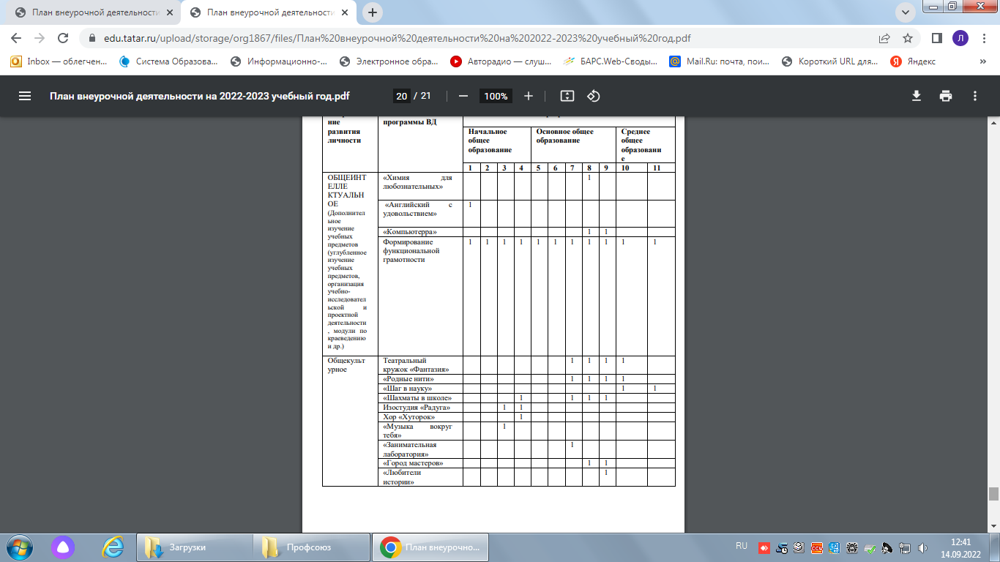 План внеурочной деятельности
План внеурочной деятельности
edu.tatar.ru/upload/storage/org1867/files/План%20внеурочной%20деятельности%20на%202022-2023%20учебный%20год.pdf
Л
Inbox — облегчен...
Система Образова...
Информационно-...
Электронное обра...
Авторадио — слуш...
БАРС.Web-Своды...
Mail.Ru: почта, пои...
Короткий URL для...
Яндекс
»
План внеурочной деятельности на 2022-2023 учебный год.pdf
20 / 21
100%
ние
развития
личности
программы ВД
Начальное
общее
образование
Основное общее
образование
Среднее
общее
образовани
е
1 2 3 4 5 6 7 8 9 10 11
ОБЩЕИНТ
ЕЛЛЕ
КТУАЛЬН
ОЕ
(Дополнител
ьное
изучение
учебных
предметов
(углубленное
изучение
учебных
предметов,
организация
учебно-
исследовател
ьской и
проектной
деятельности
, модули по
краеведению
и др.)
«Химия для
любознательных»
1
«Английский с
удовольствием»
1
«Компьютерра»
1 1
Формирование
функциональной
грамотности
1 1 1 1 1 1 1 1 1 1 1
Общекульт
урное
Театральный
кружок «Фантазия»
1 1 1 1
«Родные нити»
1 1 1 1
«Шаг в науку»
1 1
«Шахматы в школе»
1 1 1 1
Изостудия «Радуга»
1 1
Хор «Хуторок»
1
«Музыка вокруг
тебя»
1
«Занимательная
лаборатория»
1
«Город мастеров»
1 1
«Любители
истории»
1
Загрузки
Профсоюз
План внеурочно...
RU
12:41
14.09.2022